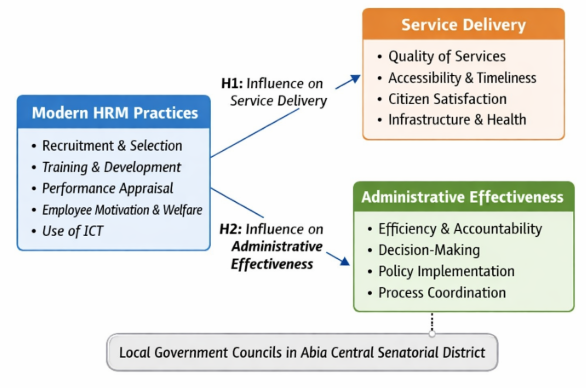 Service Delivery
• Quality of Services
• Accessibility & Timeliness
• Citizen Satisfaction
• Infrastructure & Health
H1: Influence on
Service Delivery
Modern HRM Practices
• Recruitment & Selection
• Training & Development
• Performance Appraisal
• Employee Motivation & Welfare
• Use of ICT
H2: Influence on
Administrative
Effectiveness
Administrative Effectiveness
• Efficiency & Accountability
• Decision-Making
• Policy Implementation
• Process Coordination
Local Government Councils in Abia Central Senatorial District